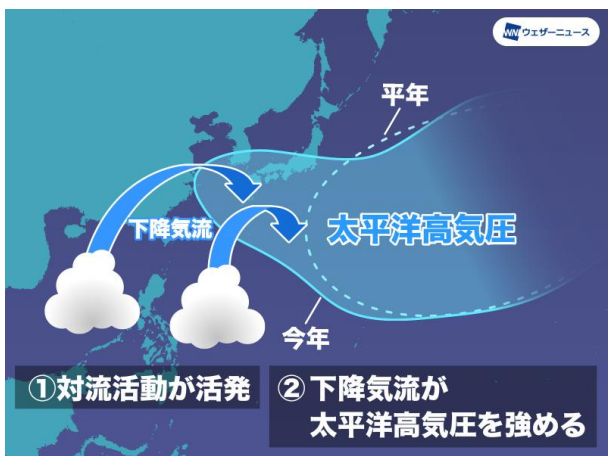 WN ウェザーニュース
平年
下降気流
太平洋高気圧
今年
①対流活動が活発
②下降気流が
太平洋高気圧を強める